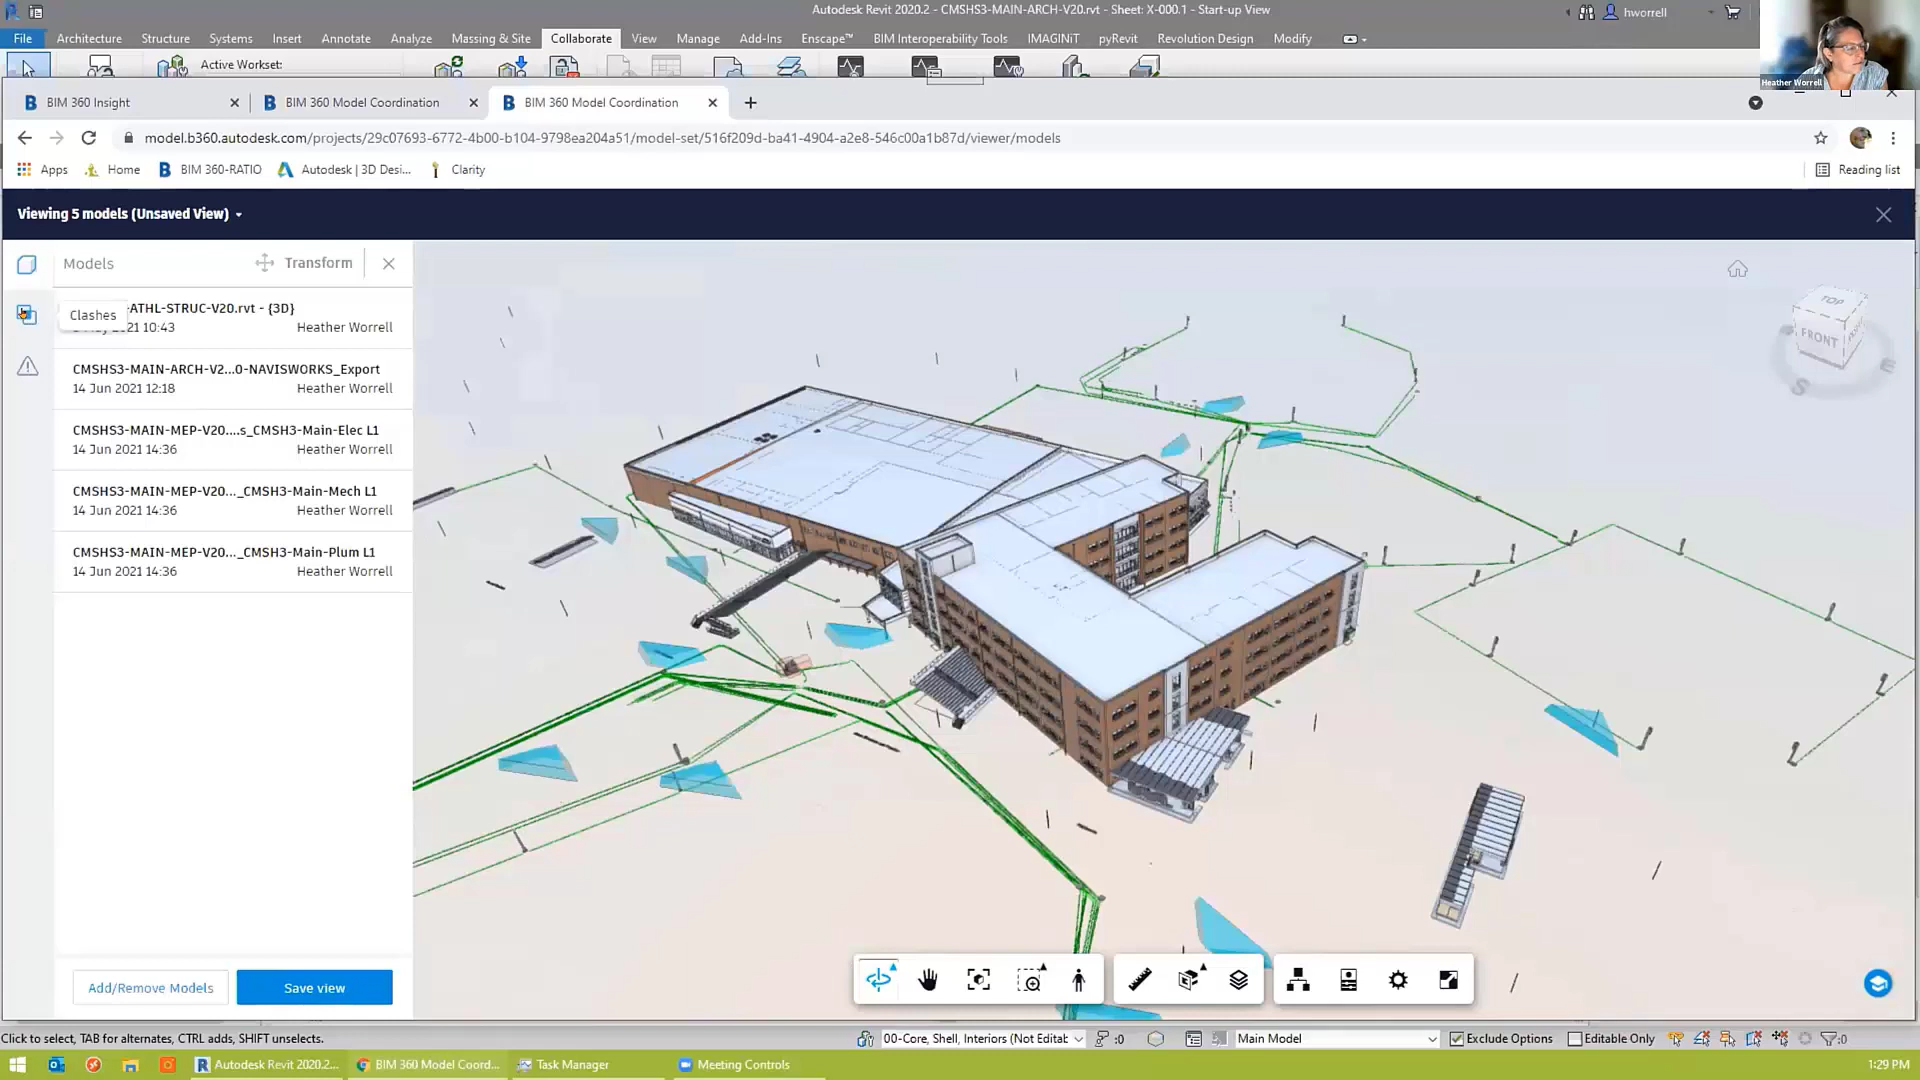 Autodesk Revit 2020.2 - CMSHS3-MAIN-ARCH-V20.rvt - Sheet: X-000.1 - Start-up View
hworrell
File Architecture Structure Systems Insert Annotate Analyze Massing & Site Collaborate View Manage Add-Ins Enscape™ BIM Interoperability Tools IMAGINiT pyRevit Revolution Design Modify
Active Workset:
Heather Worrell
BIM 360 Insight BIM 360 Model Coordination BIM 360 Model Coordination
model.b360.autodesk.com/projects/29c07693-6772-4b00-b104-9798ea204a51/model-set/516f209d-ba41-4904-a2e8-546c00a1b87d/viewer/models
Apps Home BIM 360-RATIO Autodesk | 3D Desi... Clarity Reading list
Viewing 5 models (Unsaved View)
Models Transform
Clashes
-ATHL-STRUC-V20.rvt - {3D}
2021 10:43 Heather Worrell
CMSHS3-MAIN-ARCH-V2...0-NAVISWORKS_Export
14 Jun 2021 12:18 Heather Worrell
CMSHS3-MAIN-MEP-V20....s_CMSH3-Main-Elec L1
14 Jun 2021 14:36 Heather Worrell
CMSHS3-MAIN-MEP-V20..._CMSH3-Main-Mech L1
14 Jun 2021 14:36 Heather Worrell
CMSHS3-MAIN-MEP-V20..._CMSH3-Main-Plum L1
14 Jun 2021 14:36 Heather Worrell
TOP
FRONT
E
S
Add/Remove Models Save view
Click to select, TAB for alternates, CTRL adds, SHIFT unselects. 00-Core, Shell, Interiors (Not Editab :0 Main Model Exclude Options Editable Only :0
Autodesk Revit 2020.2... BIM 360 Model Coord... Task Manager Meeting Controls 1:29 PM